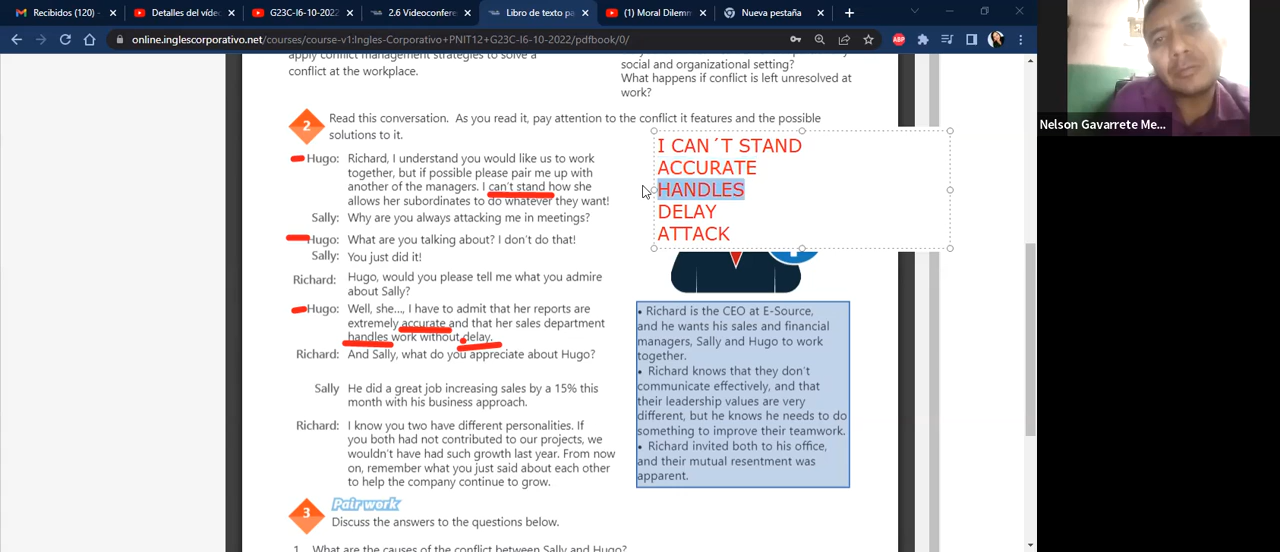 Recibidos (120) -
Detalles del víde
G23C-I6-10-2022
2.6 Videoconferen
Libro de texto pa
(1) Moral Dilemm
Nueva pestaña
online.inglescorporativo.net/courses/course-v1:Ingles-Corporativo+PNIT12+G23C-I6-10-2022/pdfbook/0/
apply conflict management strategies to solve a
conflict at the workplace.
social and organizational setting?
What happens if conflict is left unresolved at
work?
2 Read this conversation. As you read it, pay attention to the conflict it features and the possible
solutions to it.
Hugo: Richard, I understand you would like us to work
together, but if possible please pair me up with
another of the managers. I can't stand how she
allows her subordinates to do whatever they want!
Sally: Why are you always attacking me in meetings?
Hugo: What are you talking about? I don't do that!
Sally: You just did it!
Richard: Hugo, would you please tell me what you admire
about Sally?
Hugo: Well, she..., I have to admit that her reports are
extremely accurate and that her sales department
handles work without delay.
Richard: And Sally, what do you appreciate about Hugo?
Sally He did a great job increasing sales by a 15% this
month with his business approach.
Richard: I know you two have different personalities. If
you both had not contributed to our projects, we
wouldn't have had such growth last year. From now
on, remember what you just said about each other
to help the company continue to grow.
I CAN´T STAND
ACCURATE
HANDLES
DELAY
ATTACK
• Richard is the CEO at E-Source,
and he wants his sales and financial
managers, Sally and Hugo to work
together.
• Richard knows that they don't
communicate effectively, and that
their leadership values are very
different, but he knows he needs to do
something to improve their teamwork.
• Richard invited both to his office,
and their mutual resentment was
apparent.
3 Pair work
Discuss the answers to the questions below.
1. What are the causes of the conflict between Sally and Hugo?
Nelson Gavarrete Me...